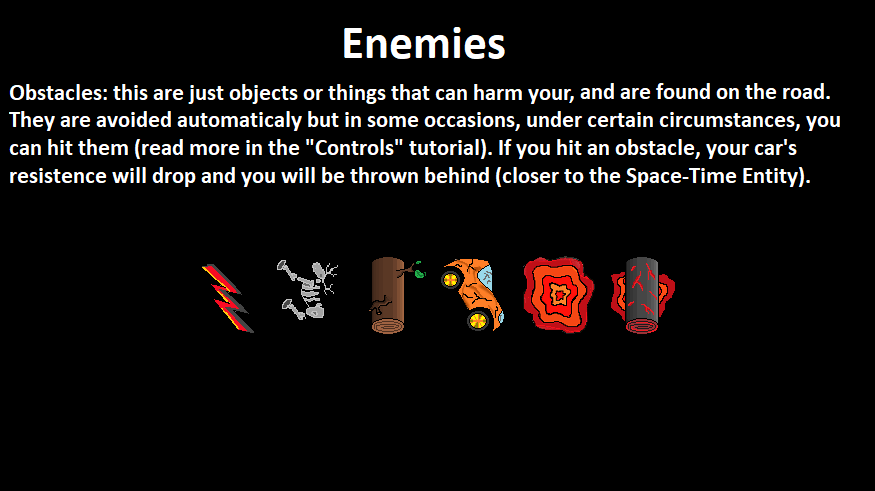 Enemies
Obstacles: this are just objects or things that can harm your, and are found on the road.
They are avoided automaticaly but in some occasions, under certain circumstances, you
can hit them (read more in the "Controls" tutorial). If you hit an obstacle, your car's
resistence will drop and you will be thrown behind (closer to the Space-Time Entity).